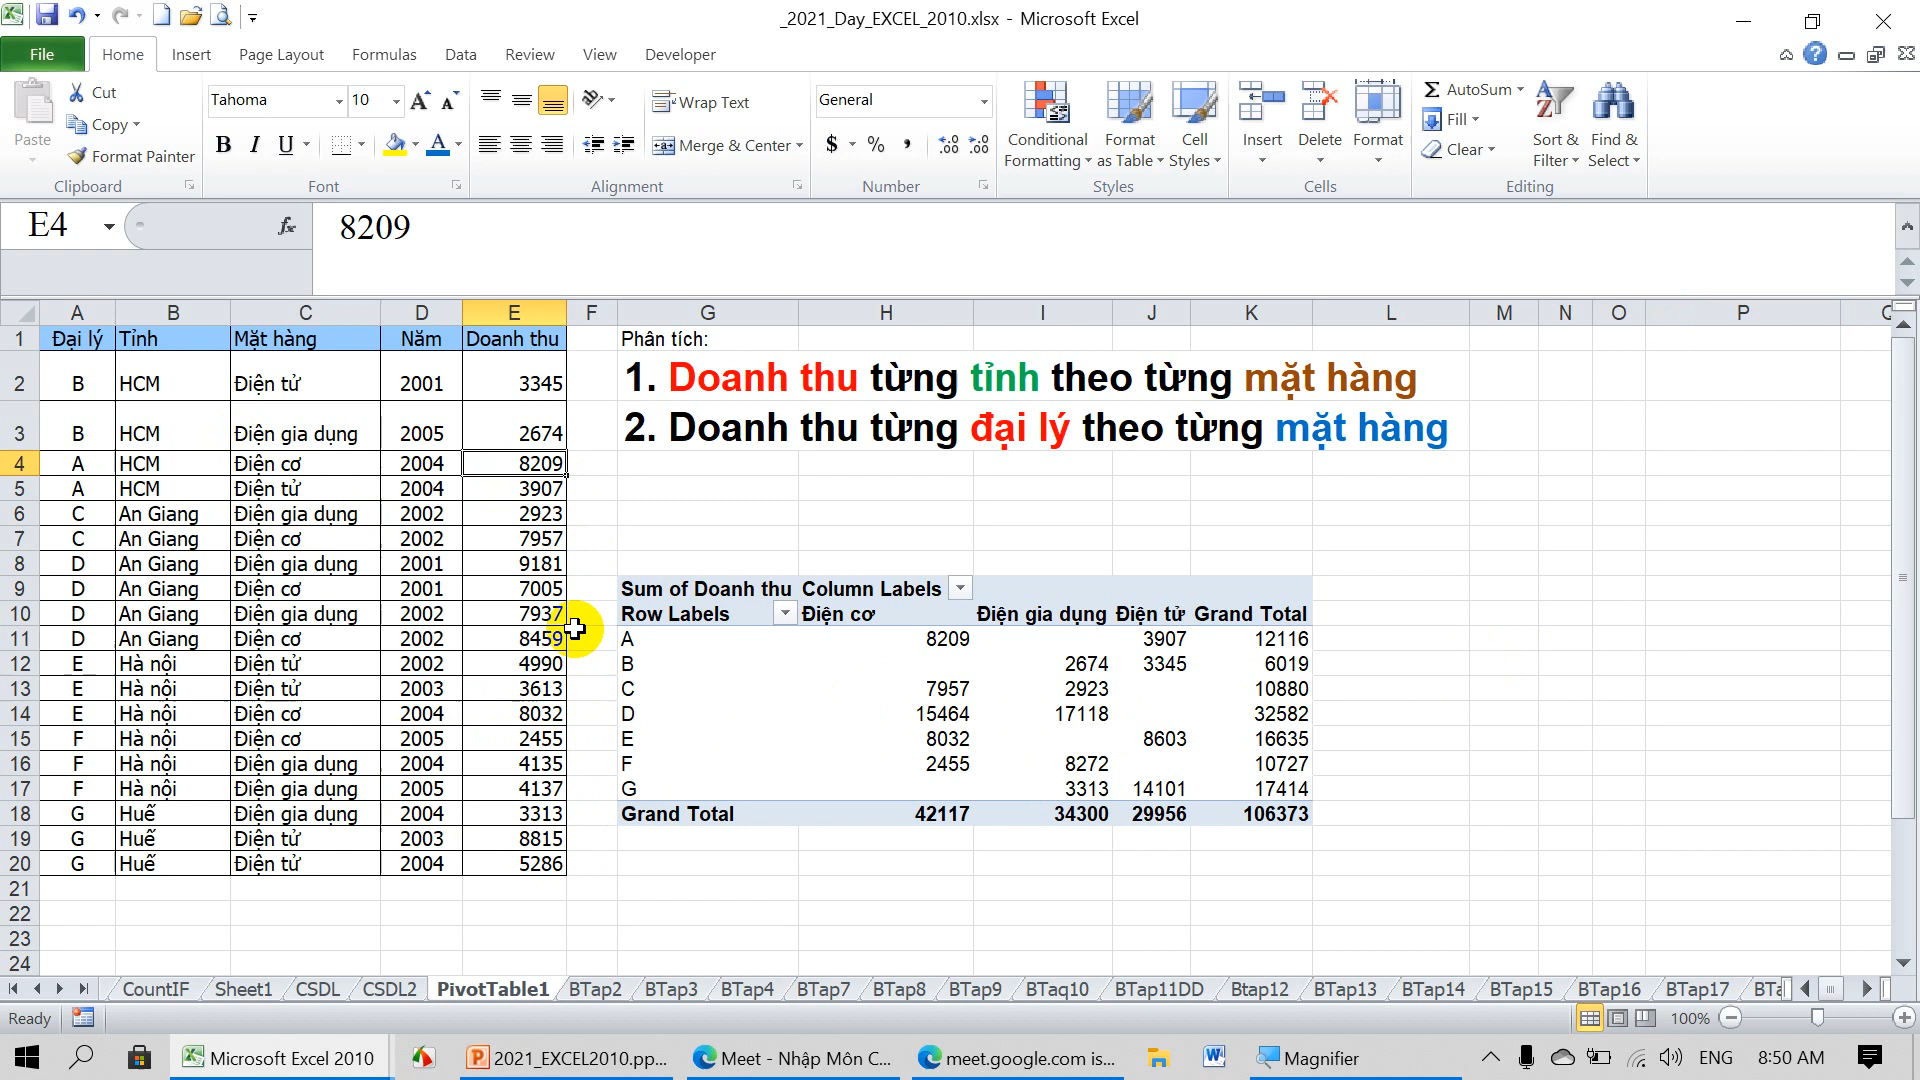 _2021_Day_EXCEL_2010.xlsx - Microsoft Excel
File Home Insert Page Layout Formulas Data Review View Developer
Paste Cut Copy Format Painter Clipboard
Tahoma 10 B I U Font
Wrap Text Merge & Center Alignment
General $ % , Number
Conditional Formatting Format as Table Cell Styles Styles
Insert Delete Format Cells
Σ AutoSum Fill Clear Sort & Filter Find & Select Editing
E4 fx 8209
A B C D E F G H I J K L M N O P
1 Đại lý Tỉnh Mặt hàng Năm Doanh thu Phân tích:
2 B HCM Điện tử 2001 3345 1. Doanh thu từng tỉnh theo từng mặt hàng
3 B HCM Điện gia dụng 2005 2674 2. Doanh thu từng đại lý theo từng mặt hàng
4 A HCM Điện cơ 2004 8209
5 A HCM Điện tử 2004 3907
6 C An Giang Điện gia dụng 2002 2923
7 C An Giang Điện cơ 2002 7957
8 D An Giang Điện gia dụng 2001 9181
9 D An Giang Điện cơ 2001 7005 Sum of Doanh thu Column Labels
10 D An Giang Điện gia dụng 2002 7937 Row Labels Điện cơ Điện gia dụng Điện tử Grand Total
11 D An Giang Điện cơ 2002 8459 A 8209 3907 12116
12 E Hà nội Điện tử 2002 4990 B 2674 3345 6019
13 E Hà nội Điện tử 2003 3613 C 7957 2923 10880
14 E Hà nội Điện cơ 2004 8032 D 15464 17118 32582
15 F Hà nội Điện cơ 2005 2455 E 8032 8603 16635
16 F Hà nội Điện gia dụng 2004 4135 F 2455 8272 10727
17 F Hà nội Điện gia dụng 2005 4137 G 3313 14101 17414
18 G Huế Điện gia dụng 2004 3313 Grand Total 42117 34300 29956 106373
19 G Huế Điện tử 2003 8815
20 G Huế Điện tử 2004 5286
21
22
23
24
CountIF Sheet1 CSDL CSDL2 PivotTable1 BTap2 BTap3 BTap4 BTap7 BTap8 BTap9 BTaq10 BTap11DD Btap12 BTap13 BTap14 BTap15 BTap16 BTap17
Ready 100%
Microsoft Excel 2010 2021_EXCEL2010.pp... Meet - Nhập Môn C... meet.google.com is... Magnifier ENG 8:50 AM